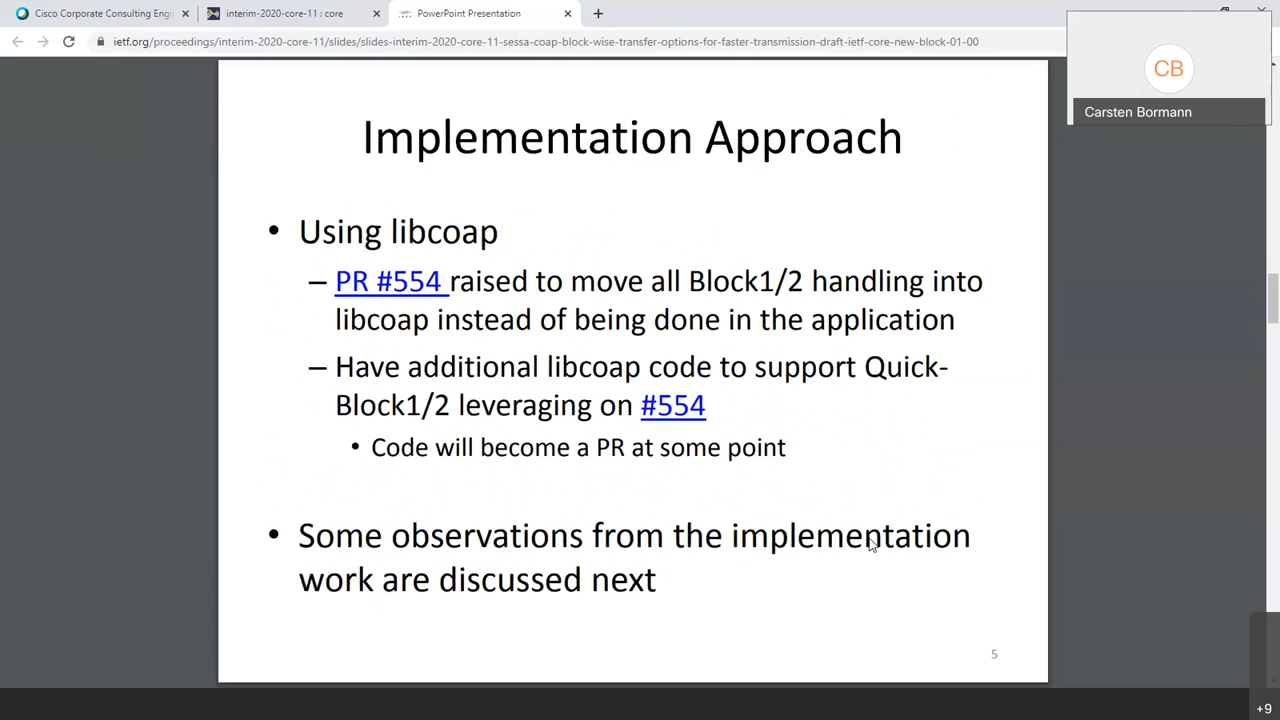 Cisco Corporate Consulting Engi
interim-2020-core-11 : core
PowerPoint Presentation
ietf.org/proceedings/interim-2020-core-11/slides/slides-interim-2020-core-11-sessa-coap-block-wise-transfer-options-for-faster-transmission-draft-ietf-core-new-block-01-00
CB
Carsten Bormann
Implementation Approach
• Using libcoap
– PR #554 raised to move all Block1/2 handling into
libcoap instead of being done in the application
– Have additional libcoap code to support Quick-
Block1/2 leveraging on #554
• Code will become a PR at some point
• Some observations from the implementation
work are discussed next
5
+9